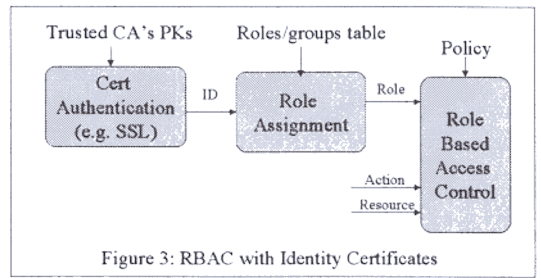 Trusted CA's PKs
Roles/groups table
Policy
Cert
Authentication
(e.g. SSL)
ID
Role
Assignment
Role
Role
Based
Access
Control
Action
Resource
Figure 3: RBAC with Identity Certificates